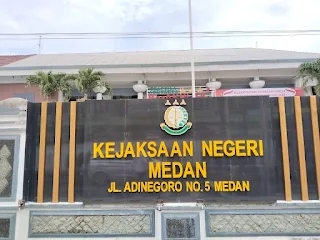 KEJAKSAAN NEGERI
MEDAN
JL. ADINEGORO NO.5 MEDAN